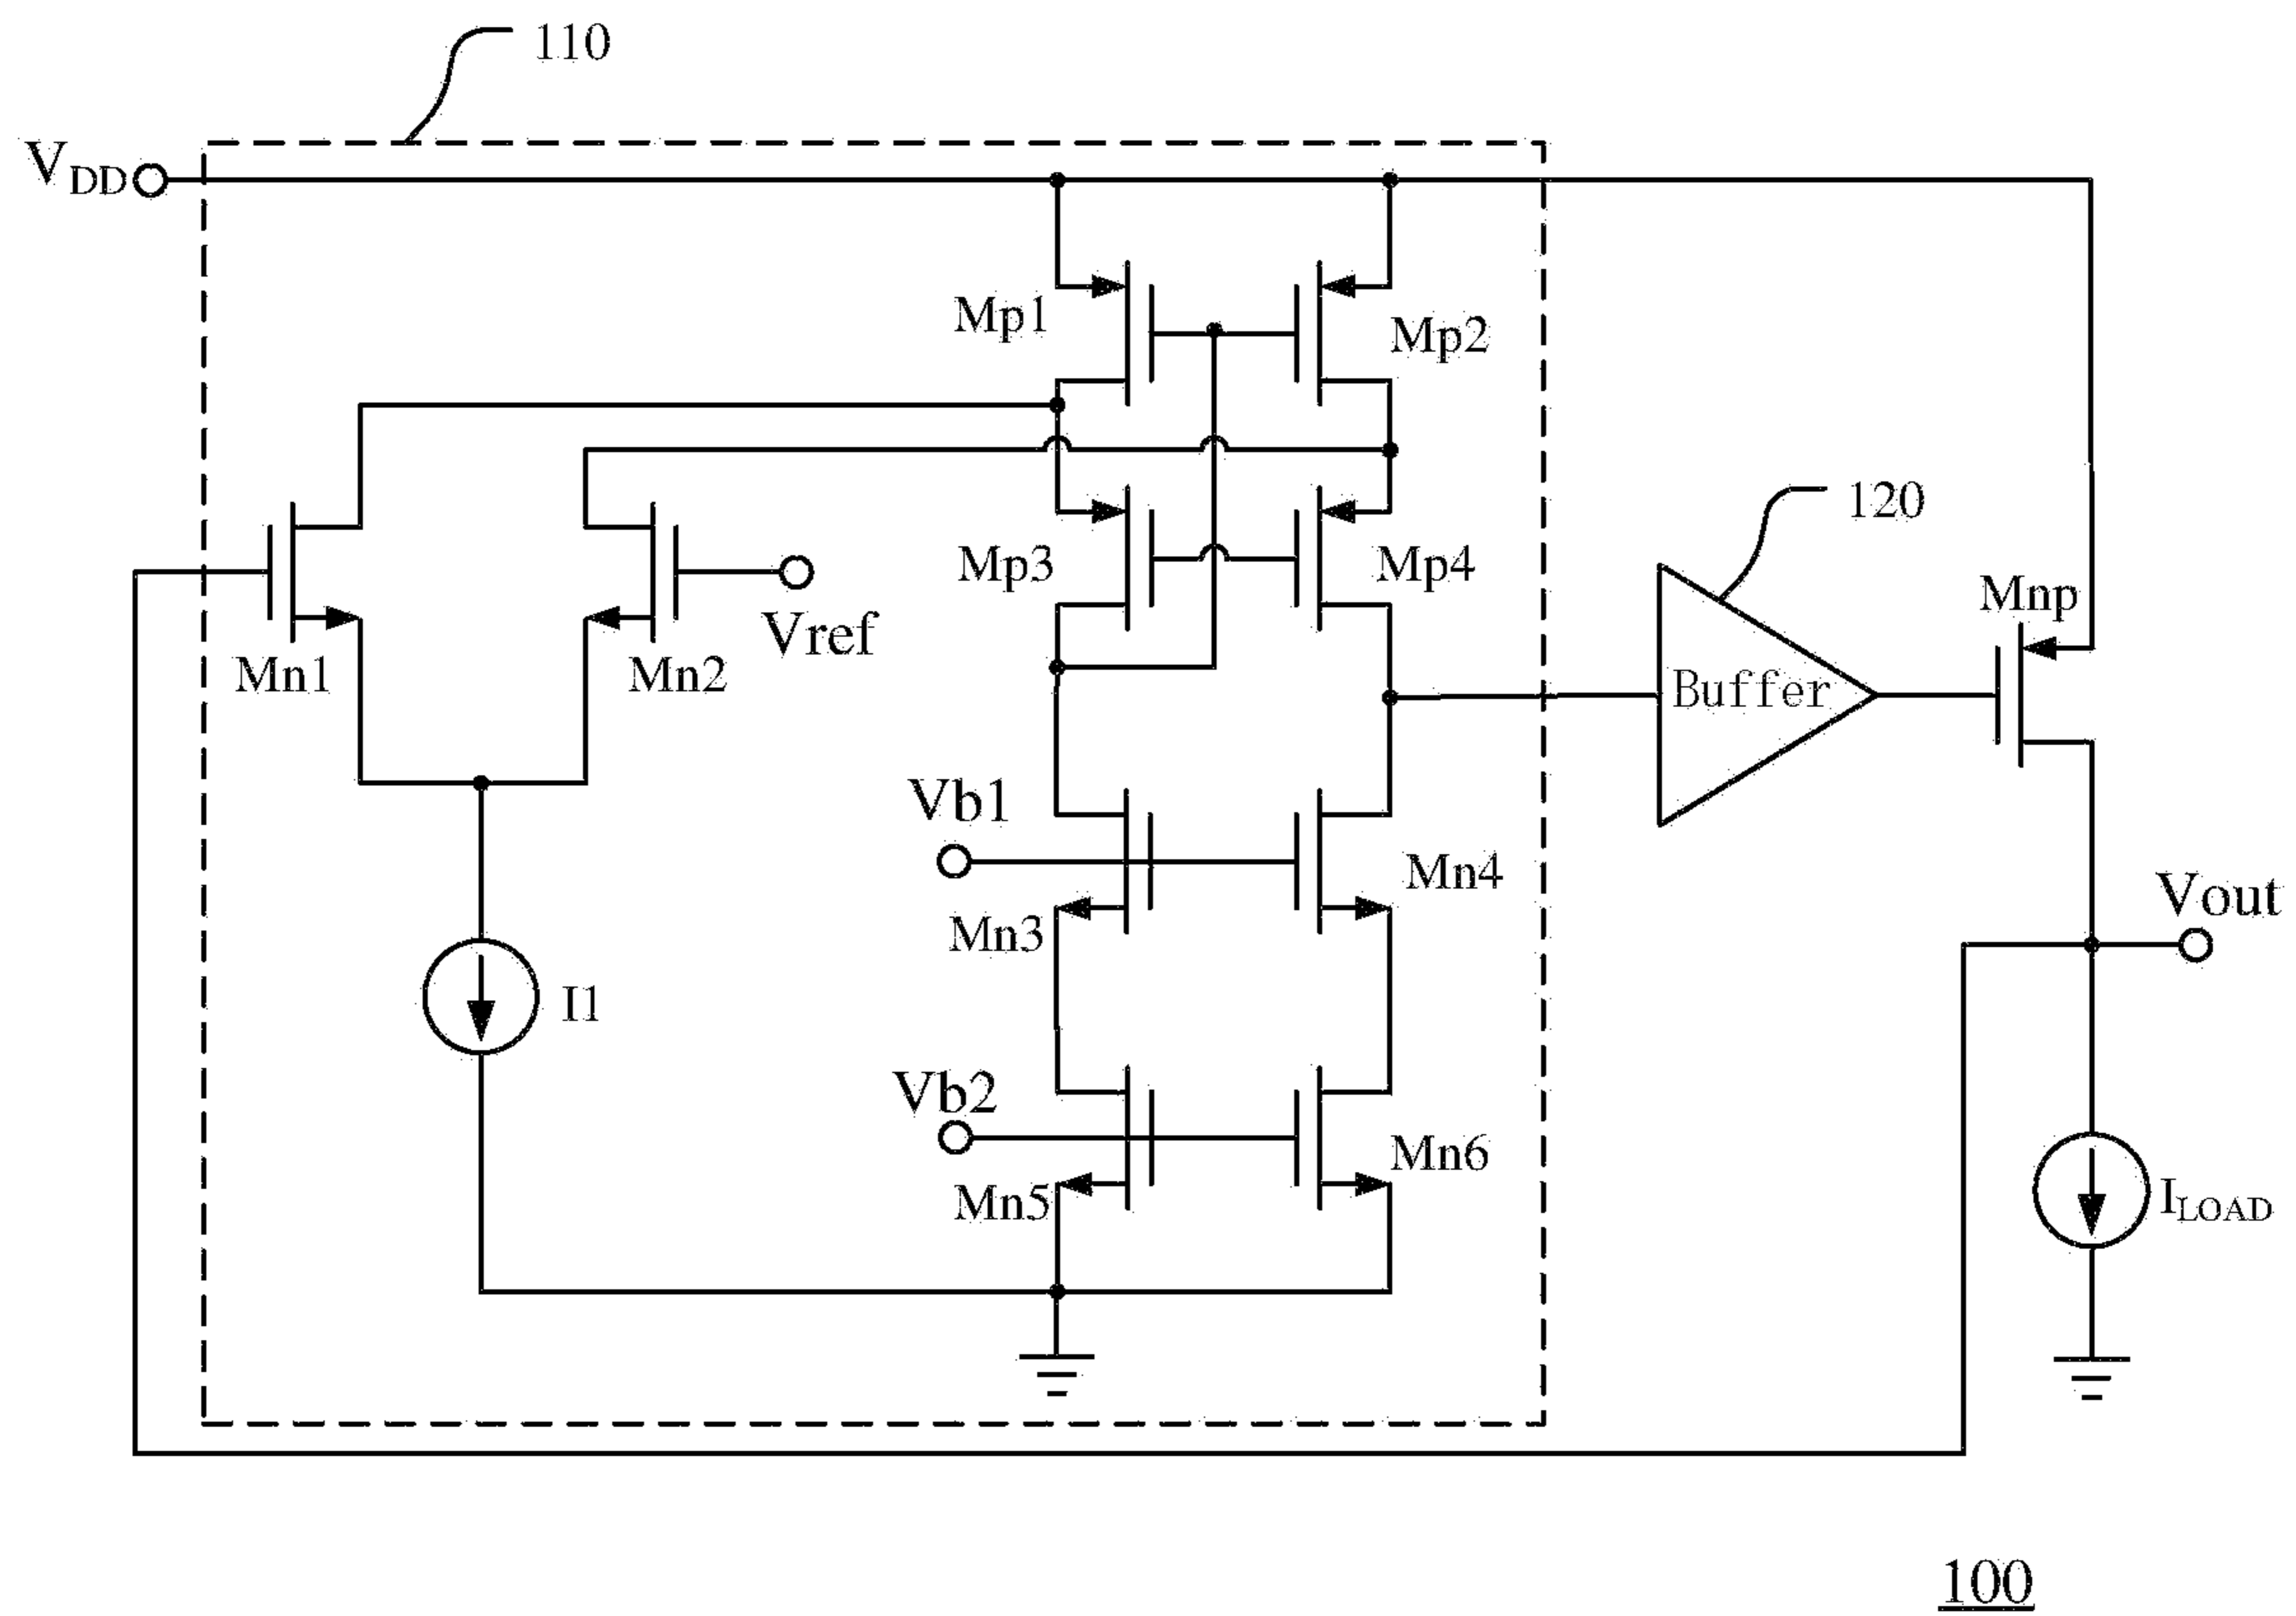 110
VDD
Mp1
Mp2
120
Mp3
Mp4
Mnp
Vref
Mn1
Mn2
Buffer
Vb1
Mn4
Vout
Mn3
I1
Vb2
Mn6
Mn5
ILOAD
100